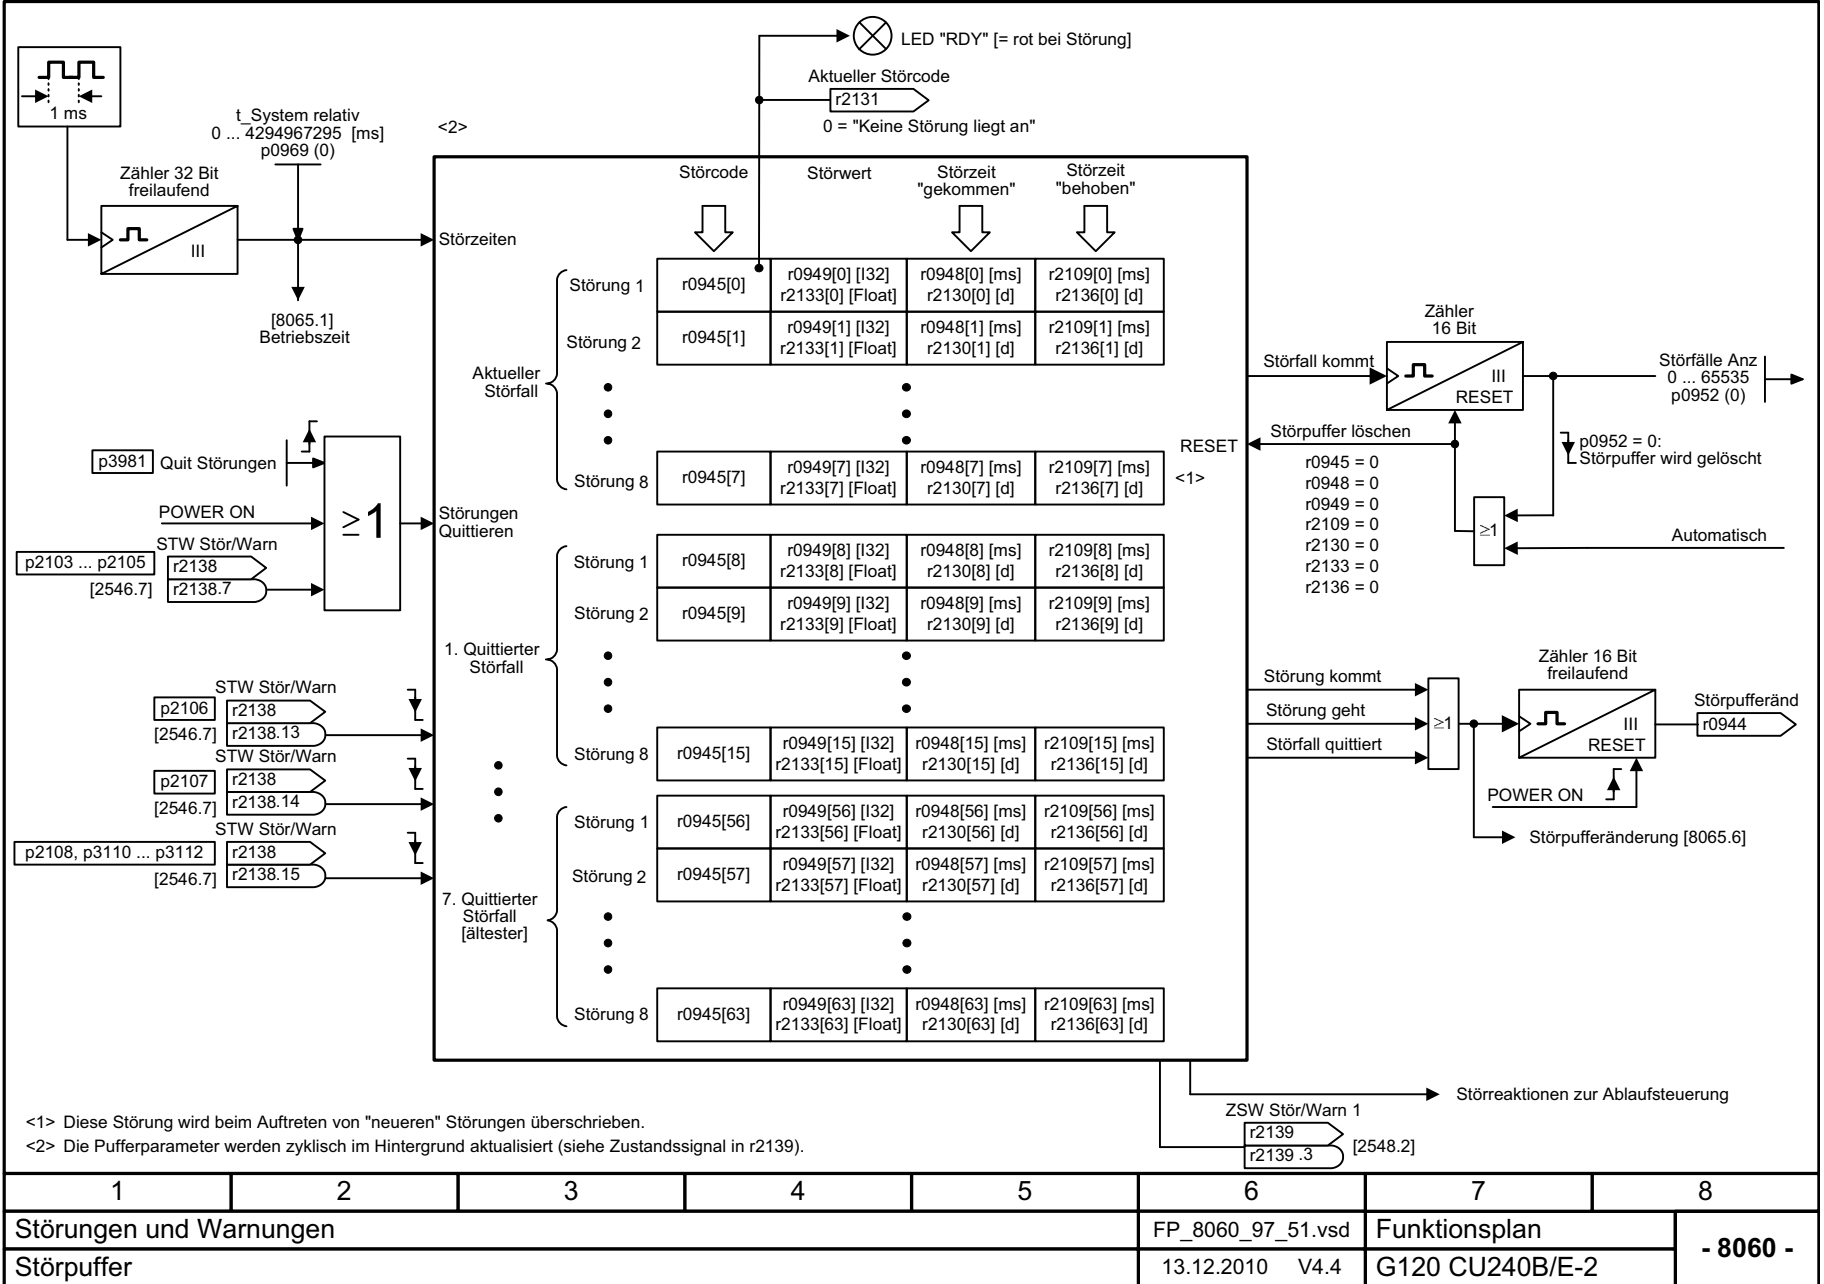 LED "RDY" [= rot bei Störung]
Aktueller Störcode
r2131
0 = "Keine Störung liegt an"
1 ms
t_System relativ
0 ... 4294967295 [ms]
p0969 (0)
<2>
Zähler 32 Bit
freilaufend
III
[8065.1]
Betriebszeit
Störzeiten
Störcode
Störwert
Störzeit
"gekommen"
Störzeit
"behoben"
Aktueller
Störfall
Störung 1
r0945[0]
r0949[0] [I32]
r2133[0] [Float]
r0948[0] [ms]
r2130[0] [d]
r2109[0] [ms]
r2136[0] [d]
Störung 2
r0945[1]
r0949[1] [I32]
r2133[1] [Float]
r0948[1] [ms]
r2130[1] [d]
r2109[1] [ms]
r2136[1] [d]
Störung 8
r0945[7]
r0949[7] [I32]
r2133[7] [Float]
r0948[7] [ms]
r2130[7] [d]
r2109[7] [ms]
r2136[7] [d]
RESET
<1>
p3981
Quit Störungen
POWER ON
STW Stör/Warn
p2103 ... p2105
r2138
[2546.7]
r2138.7
≥1
Störungen
Quittieren
1. Quittierter
Störfall
Störung 1
r0945[8]
r0949[8] [I32]
r2133[8] [Float]
r0948[8] [ms]
r2130[8] [d]
r2109[8] [ms]
r2136[8] [d]
Störung 2
r0945[9]
r0949[9] [I32]
r2133[9] [Float]
r0948[9] [ms]
r2130[9] [d]
r2109[9] [ms]
r2136[9] [d]
Störung 8
r0945[15]
r0949[15] [I32]
r2133[15] [Float]
r0948[15] [ms]
r2130[15] [d]
r2109[15] [ms]
r2136[15] [d]
STW Stör/Warn
p2106
r2138
[2546.7]
r2138.13
STW Stör/Warn
p2107
r2138
[2546.7]
r2138.14
STW Stör/Warn
p2108, p3110 ... p3112
r2138
[2546.7]
r2138.15
7. Quittierter
Störfall
[ältester]
Störung 1
r0945[56]
r0949[56] [I32]
r2133[56] [Float]
r0948[56] [ms]
r2130[56] [d]
r2109[56] [ms]
r2136[56] [d]
Störung 2
r0945[57]
r0949[57] [I32]
r2133[57] [Float]
r0948[57] [ms]
r2130[57] [d]
r2109[57] [ms]
r2136[57] [d]
Störung 8
r0945[63]
r0949[63] [I32]
r2133[63] [Float]
r0948[63] [ms]
r2130[63] [d]
r2109[63] [ms]
r2136[63] [d]
Störfall kommt
Zähler
16 Bit
III
RESET
Störfälle Anz
0 ... 65535
p0952 (0)
Störpuffer löschen
r0945 = 0
r0948 = 0
r0949 = 0
r2109 = 0
r2130 = 0
r2133 = 0
r2136 = 0
p0952 = 0:
Störpuffer wird gelöscht
≥1
Automatisch
Störung kommt
Störung geht
Störfall quittiert
≥1
Zähler 16 Bit
freilaufend
III
RESET
POWER ON
Störpufferänd
r0944
Störpufferänderung [8065.6]
Störreaktionen zur Ablaufsteuerung
ZSW Stör/Warn 1
r2139
r2139 .3
[2548.2]
<1> Diese Störung wird beim Auftreten von "neueren" Störungen überschrieben.
<2> Die Pufferparameter werden zyklisch im Hintergrund aktualisiert (siehe Zustandssignal in r2139).
1 2 3 4 5 6 7 8
Störungen und Warnungen
FP_8060_97_51.vsd
Funktionsplan
- 8060 -
Störpuffer
13.12.2010 V4.4
G120 CU240B/E-2